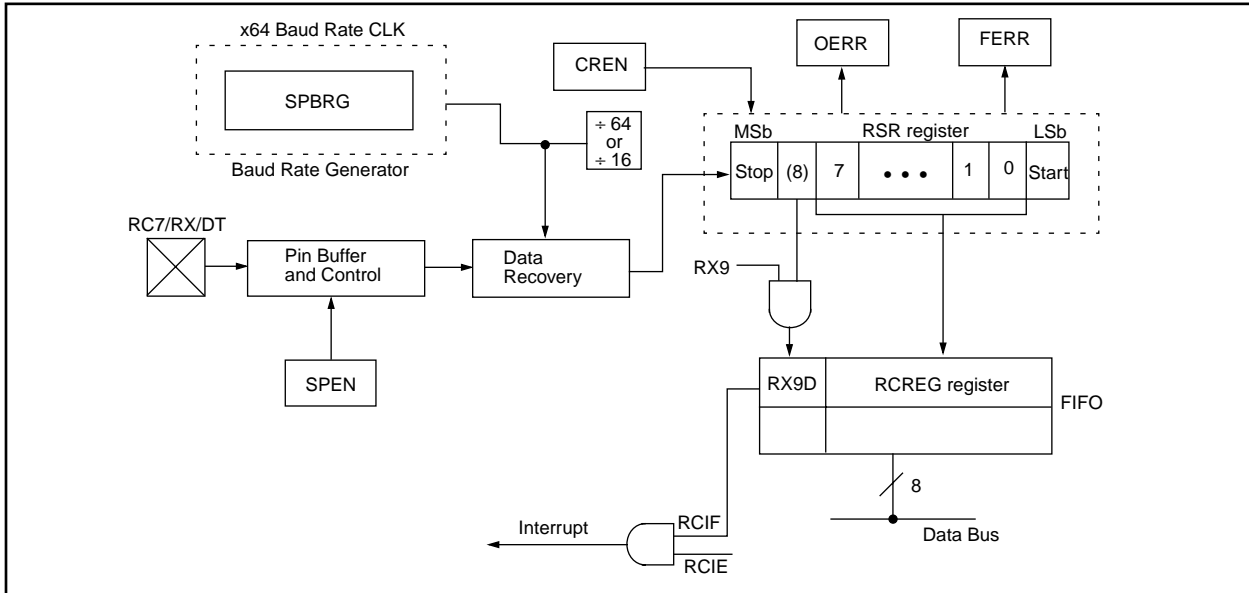 x64 Baud Rate CLK
SPBRG
Baud Rate Generator
CREN
OERR
FERR
÷ 64
or
÷ 16
MSb
RSR register
LSb
Stop
(8)
7
• • •
1
0
Start
RC7/RX/DT
Pin Buffer
and Control
Data
Recovery
RX9
SPEN
RX9D
RCREG register
FIFO
8
Data Bus
Interrupt
RCIF
RCIE